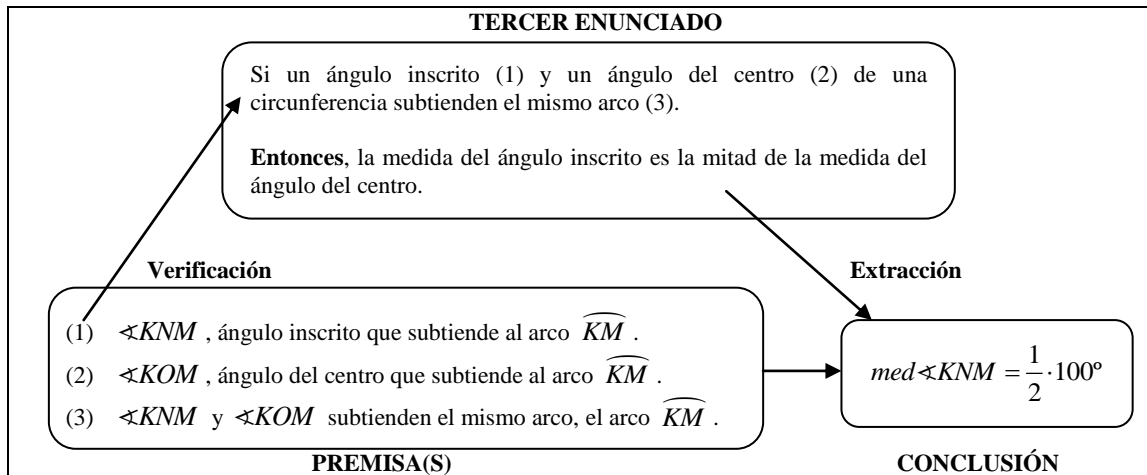 TERCER ENUNCIADO
Si un ángulo inscrito (1) y un ángulo del centro (2) de una
circunferencia subtienden el mismo arco (3).
Entonces, la medida del ángulo inscrito es la mitad de la medida del
ángulo del centro.
Verificación
Extracción
(1) ∢KNM , ángulo inscrito que subtiende al arco KM .
(2) ∢KOM , ángulo del centro que subtiende al arco KM .
(3) ∢KNM y ∢KOM subtienden el mismo arco, el arco KM .
med∢KNM = 1/2 · 100º
PREMISA(S)
CONCLUSIÓN